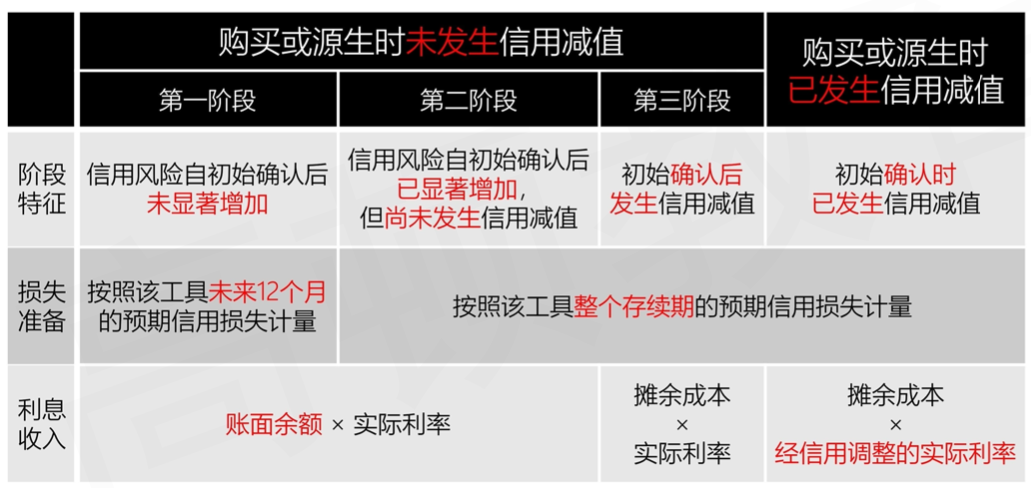 购买或源生时未发生信用减值
购买或源生时
已发生信用减值
第一阶段
第二阶段
第三阶段
阶段
特征
信用风险自初始确认后
未显著增加
信用风险自初始确认后
已显著增加，
但尚未发生信用减值
初始确认后
发生信用减值
初始确认时
已发生信用减值
损失
准备
按照该工具未来12个月
的预期信用损失计量
按照该工具整个存续期的预期信用损失计量
利息
收入
账面余额 × 实际利率
摊余成本
×
实际利率
摊余成本
×
经信用调整的实际利率